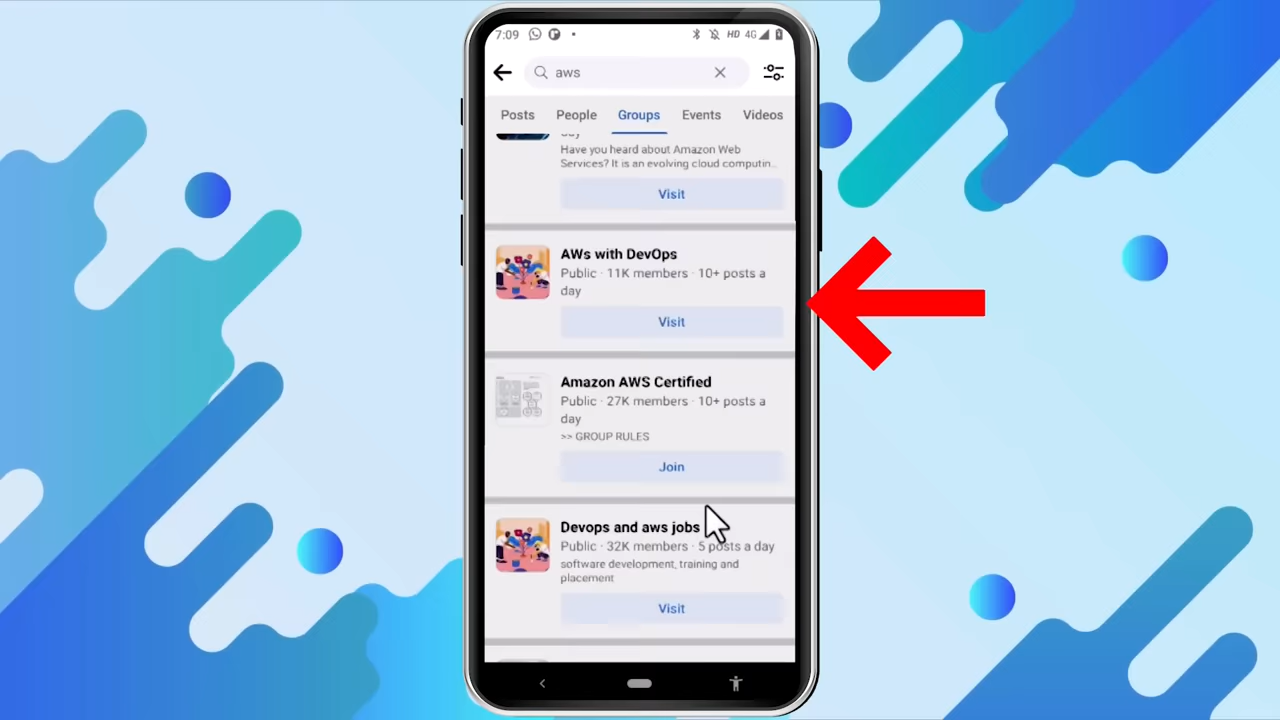 7:09 HD 4G
aws
Posts People Groups Events Videos
day
Have you heard about Amazon Web
Services? It is an evolving cloud computin..
Visit
AWs with DevOps
Public · 11K members · 10+ posts a
day
Visit
Amazon AWS Certified
Public · 27K members · 10+ posts a
day
>> GROUP RULES
Join
Devops and aws jobs
Public · 32K members · 5 posts a day
software development, training and
placement
Visit